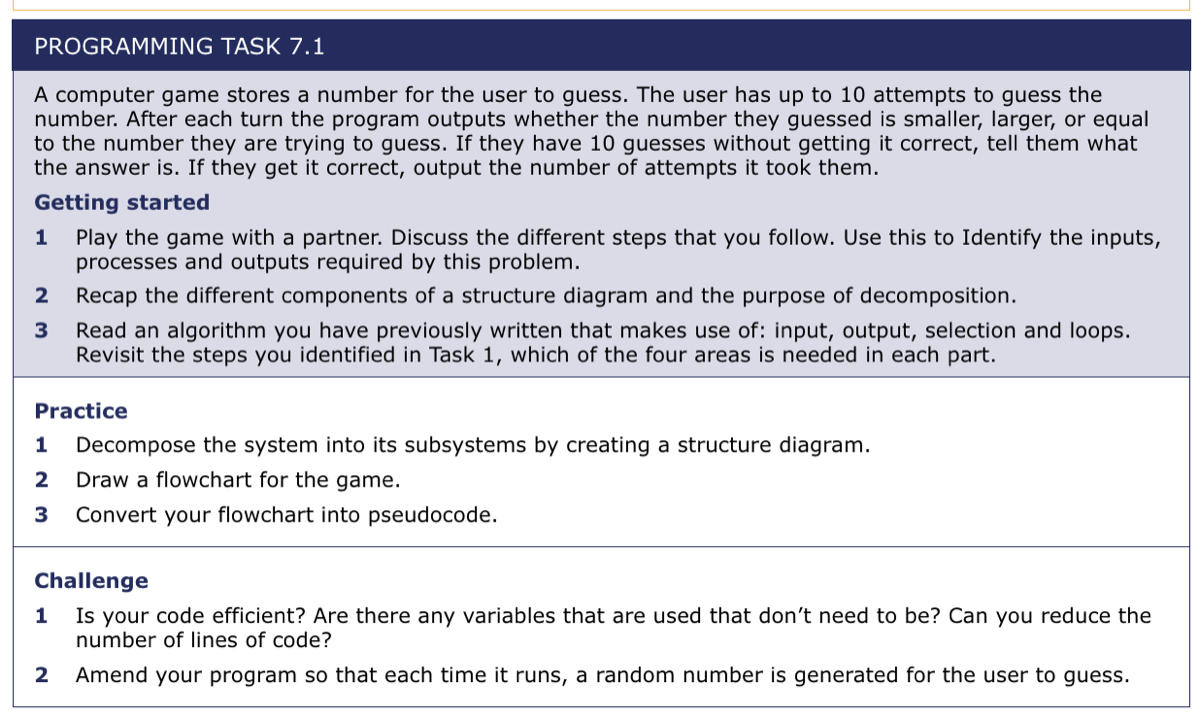 PROGRAMMING TASK 7.1
A computer game stores a number for the user to guess. The user has up to 10 attempts to guess the
number. After each turn the program outputs whether the number they guessed is smaller, larger, or equal
to the number they are trying to guess. If they have 10 guesses without getting it correct, tell them what
the answer is. If they get it correct, output the number of attempts it took them.
Getting started
1 Play the game with a partner. Discuss the different steps that you follow. Use this to Identify the inputs,
processes and outputs required by this problem.
2 Recap the different components of a structure diagram and the purpose of decomposition.
3 Read an algorithm you have previously written that makes use of: input, output, selection and loops.
Revisit the steps you identified in Task 1, which of the four areas is needed in each part.
Practice
1 Decompose the system into its subsystems by creating a structure diagram.
2 Draw a flowchart for the game.
3 Convert your flowchart into pseudocode.
Challenge
1 Is your code efficient? Are there any variables that are used that don’t need to be? Can you reduce the
number of lines of code?
2 Amend your program so that each time it runs, a random number is generated for the user to guess.